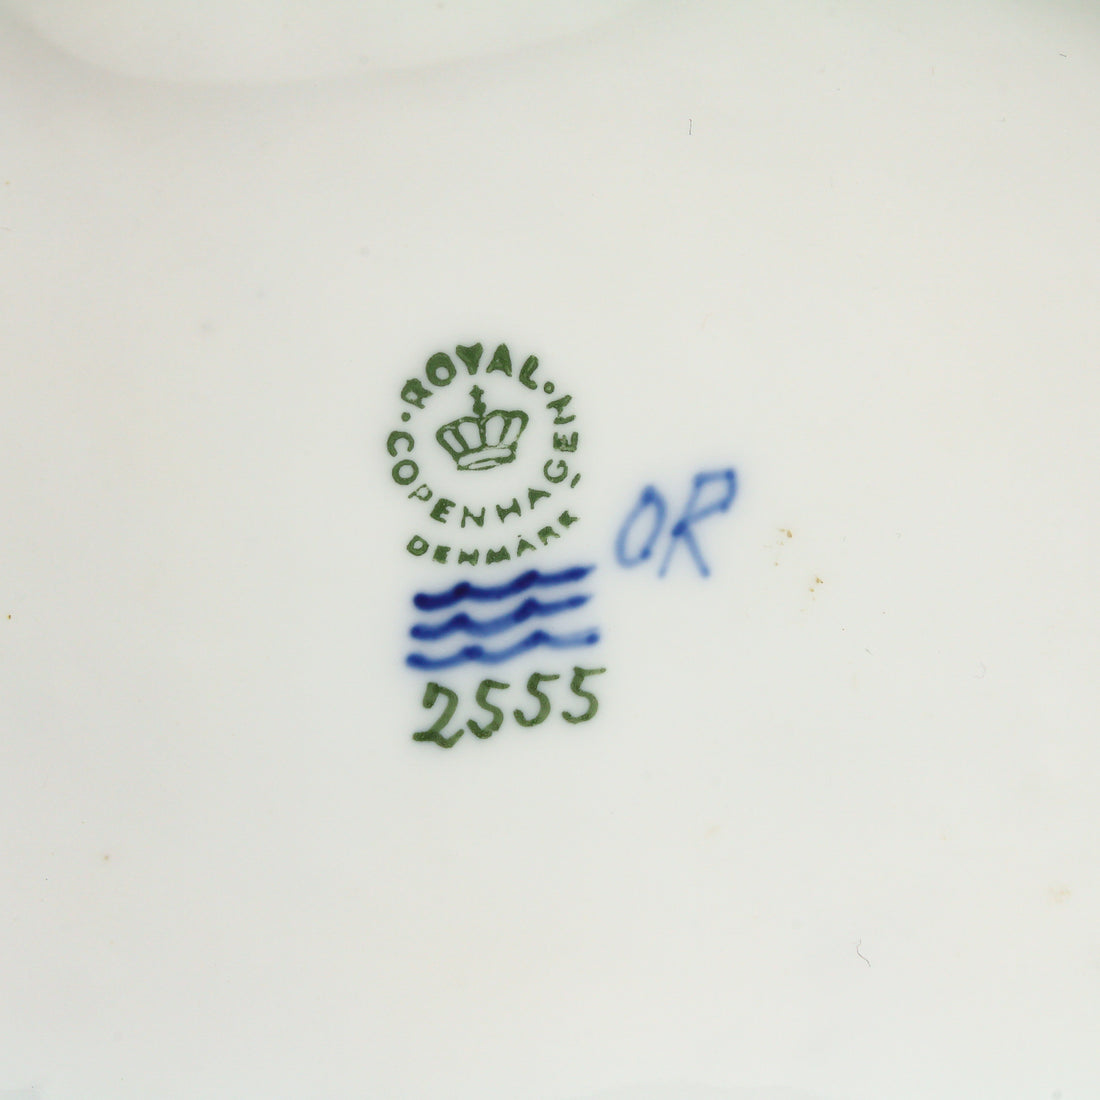 ROYAL
COPENHAGEN
DENMARK
OR
2555